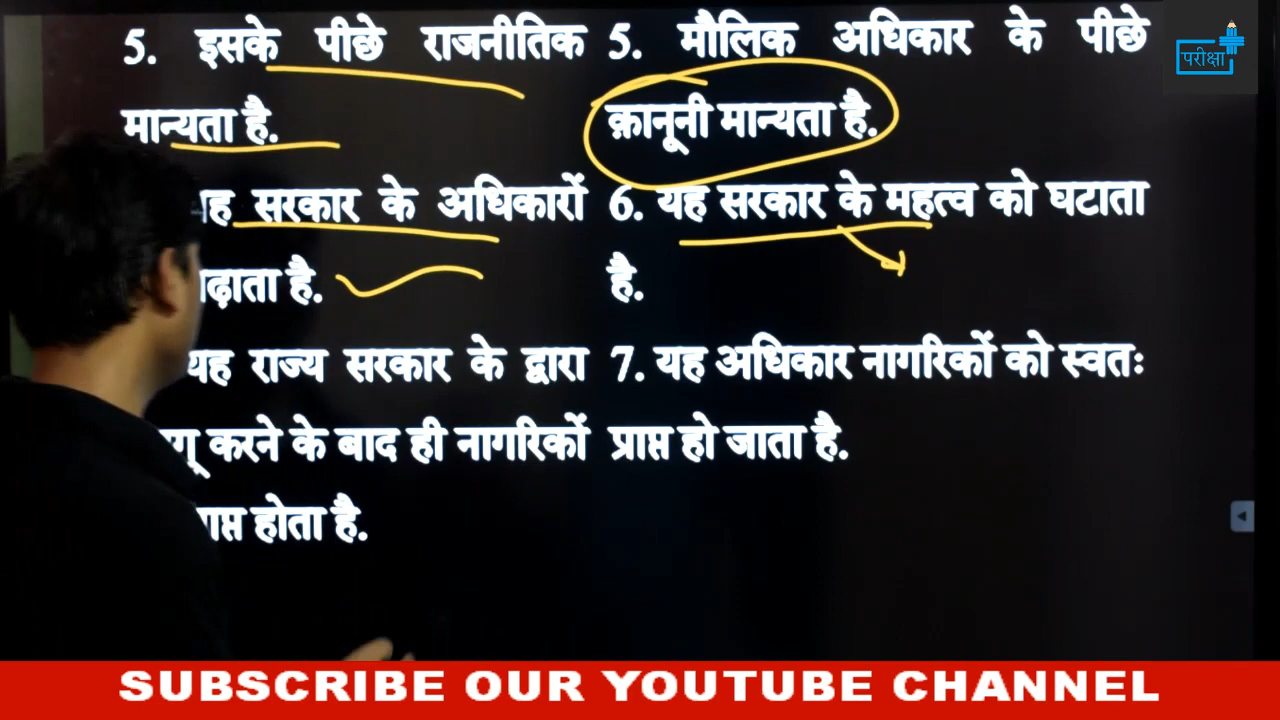 5. इसके पीछे राजनीतिक
मान्यता है.
सरकार के अधिकारों
है.
यह राज्य सरकार के द्वारा
करने के बाद ही नागरिकों
होता है.
5. मौलिक अधिकार के पीछे
क़ानूनी मान्यता है.
6. यह सरकार के महत्व को घटाता
है.
7. यह अधिकार नागरिकों को स्वतः
प्राप्त हो जाता है.
परीक्षा
SUBSCRIBE OUR YOUTUBE CHANNEL